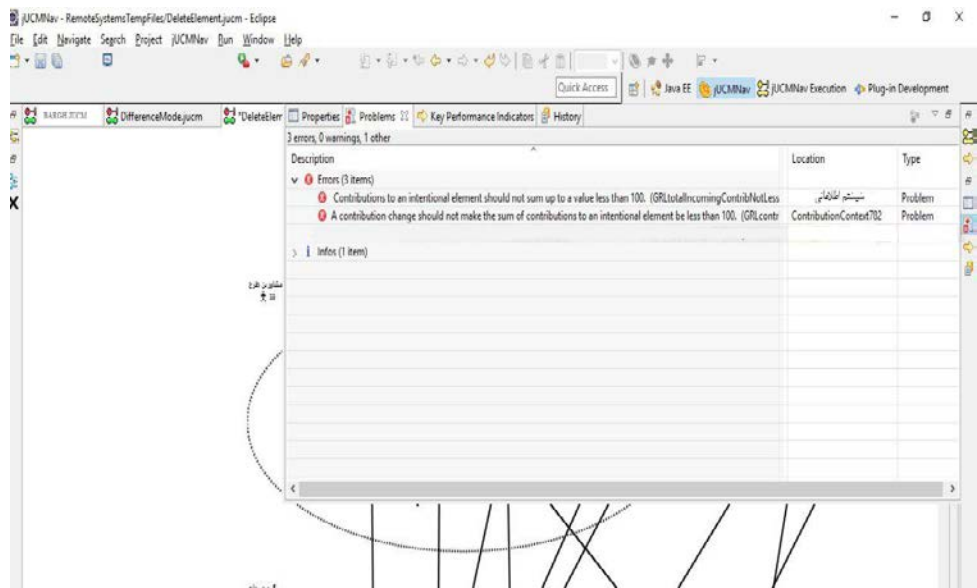 jUCMNav - RemoteSystemsTempFiles/DeleteElement.jucm - Eclipse
File Edit Navigate Search Project jUCMNav Run Window Help
Quick Access Java EE jUCMNav jUCMNav Execution Plug-in Development
BARGH.JUCM DifferenceMode.jucm *DeleteElem Properties Problems Key Performance Indicators History
3 errors, 0 warnings, 1 other
Description Location Type
Errors (3 items)
Contributions to an intentional element should not sum up to a value less than 100. (GRLtotalIncomingContribNotLess سیستم اطلاعاتی Problem
A contribution change should not make the sum of contributions to an intentional element be less than 100. (GRLcontr ContributionContext782 Problem
Infos (1 item)